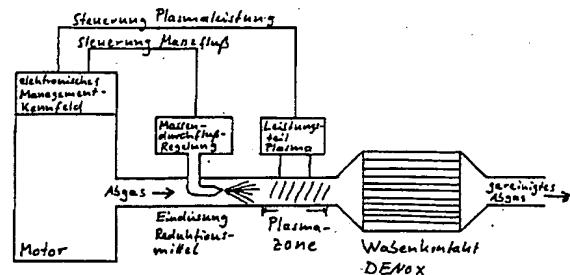 Steuerung Plasmaleistung
Steuerung Massefluß
elektronisches
Management-
Kennfeld
Massen-
durchfluß-
Regelung
Leistungs-
teil
Plasma
Abgas
gereinigtes
Abgas
Eindüsung
Reduktions-
mittel
Plasma-
zone
Motor
Wabenkontakt
DENOX